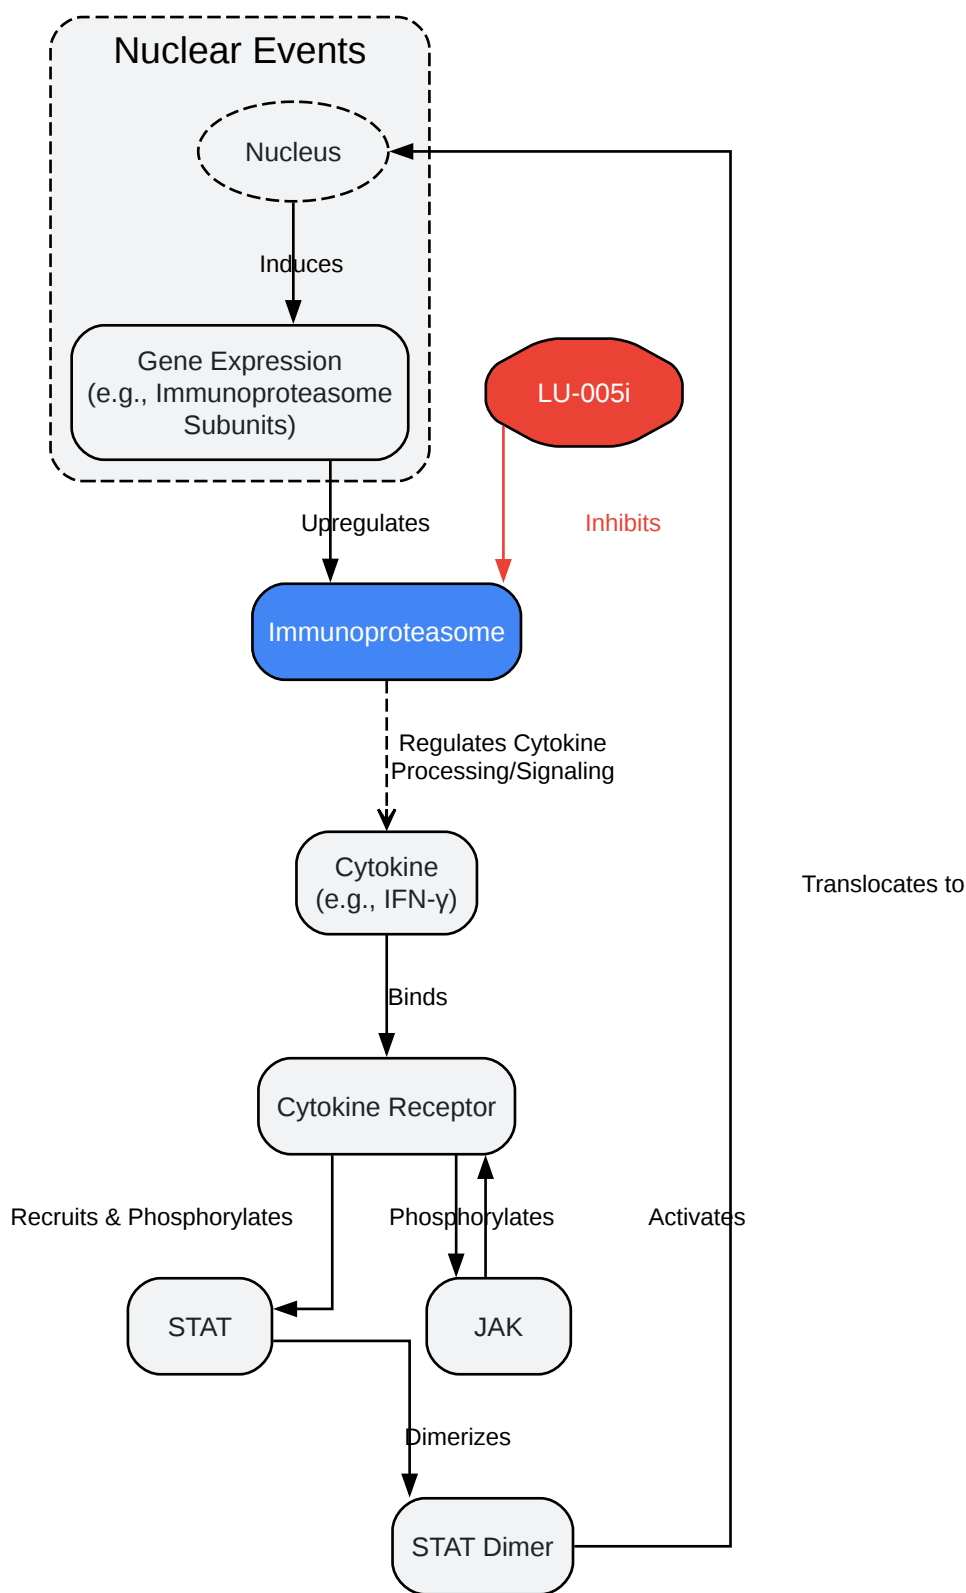 Nuclear Events
Nucleus
Induces
Gene Expression
(e.g., Immunoproteasome
Subunits)
LU-005i
Upregulates
Inhibits
Immunoproteasome
Regulates Cytokine
Processing/Signaling
Cytokine
(e.g., IFN-γ)
Translocates to
Binds
Cytokine Receptor
Recruits & Phosphorylates
Phosphorylates
Activates
STAT
JAK
Dimerizes
STAT Dimer